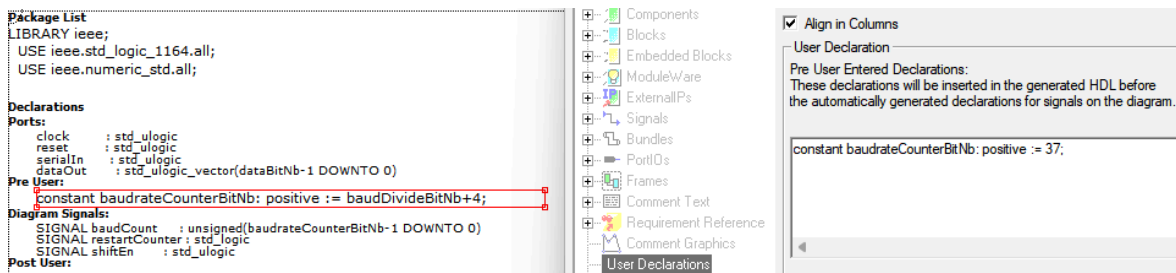 Package List
LIBRARY ieee;
USE ieee.std_logic_1164.all;
USE ieee.numeric_std.all;
Declarations
Ports:
clock : std_ulogic
reset : std_ulogic
serialIn : std_ulogic
dataOut : std_ulogic_vector(dataBitNb-1 DOWNTO 0)
Pre User:
constant baudrateCounterBitNb: positive := baudDivideBitNb+4;
Diagram Signals:
SIGNAL baudCount : unsigned(baudrateCounterBitNb-1 DOWNTO 0)
SIGNAL restartCounter : std_logic
SIGNAL shiftEn : std_ulogic
Post User:
Components
Blocks
Embedded Blocks
ModuleWare
ExternalIPs
Signals
Bundles
PortIOs
Frames
Comment Text
Requirement Reference
Comment Graphics
User Declarations
Align in Columns
User Declaration
Pre User Entered Declarations:
These declarations will be inserted in the generated HDL before
the automatically generated declarations for signals on the diagram.
constant baudrateCounterBitNb: positive := 37;